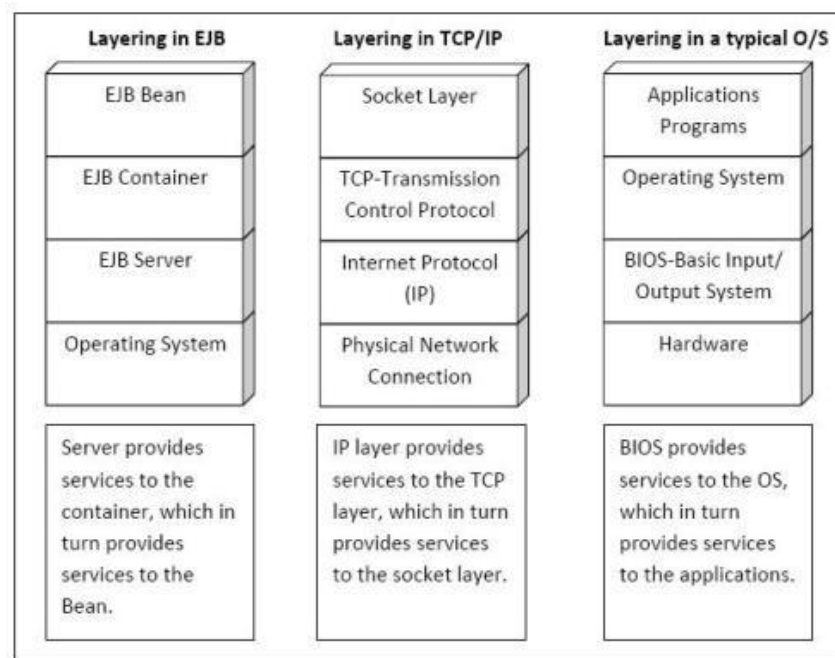 Layering in EJB
EJB Bean
EJB Container
EJB Server
Operating System
Server provides
services to the
container, which in
turn provides
services to the
Bean.
Layering in TCP/IP
Socket Layer
TCP-Transmission
Control Protocol
Internet Protocol
(IP)
Physical Network
Connection
IP layer provides
services to the TCP
layer, which in turn
provides services
to the socket layer.
Layering in a typical O/S
Applications
Programs
Operating System
BIOS-Basic Input/
Output System
Hardware
BIOS provides
services to the OS,
which in turn
provides services
to the applications.